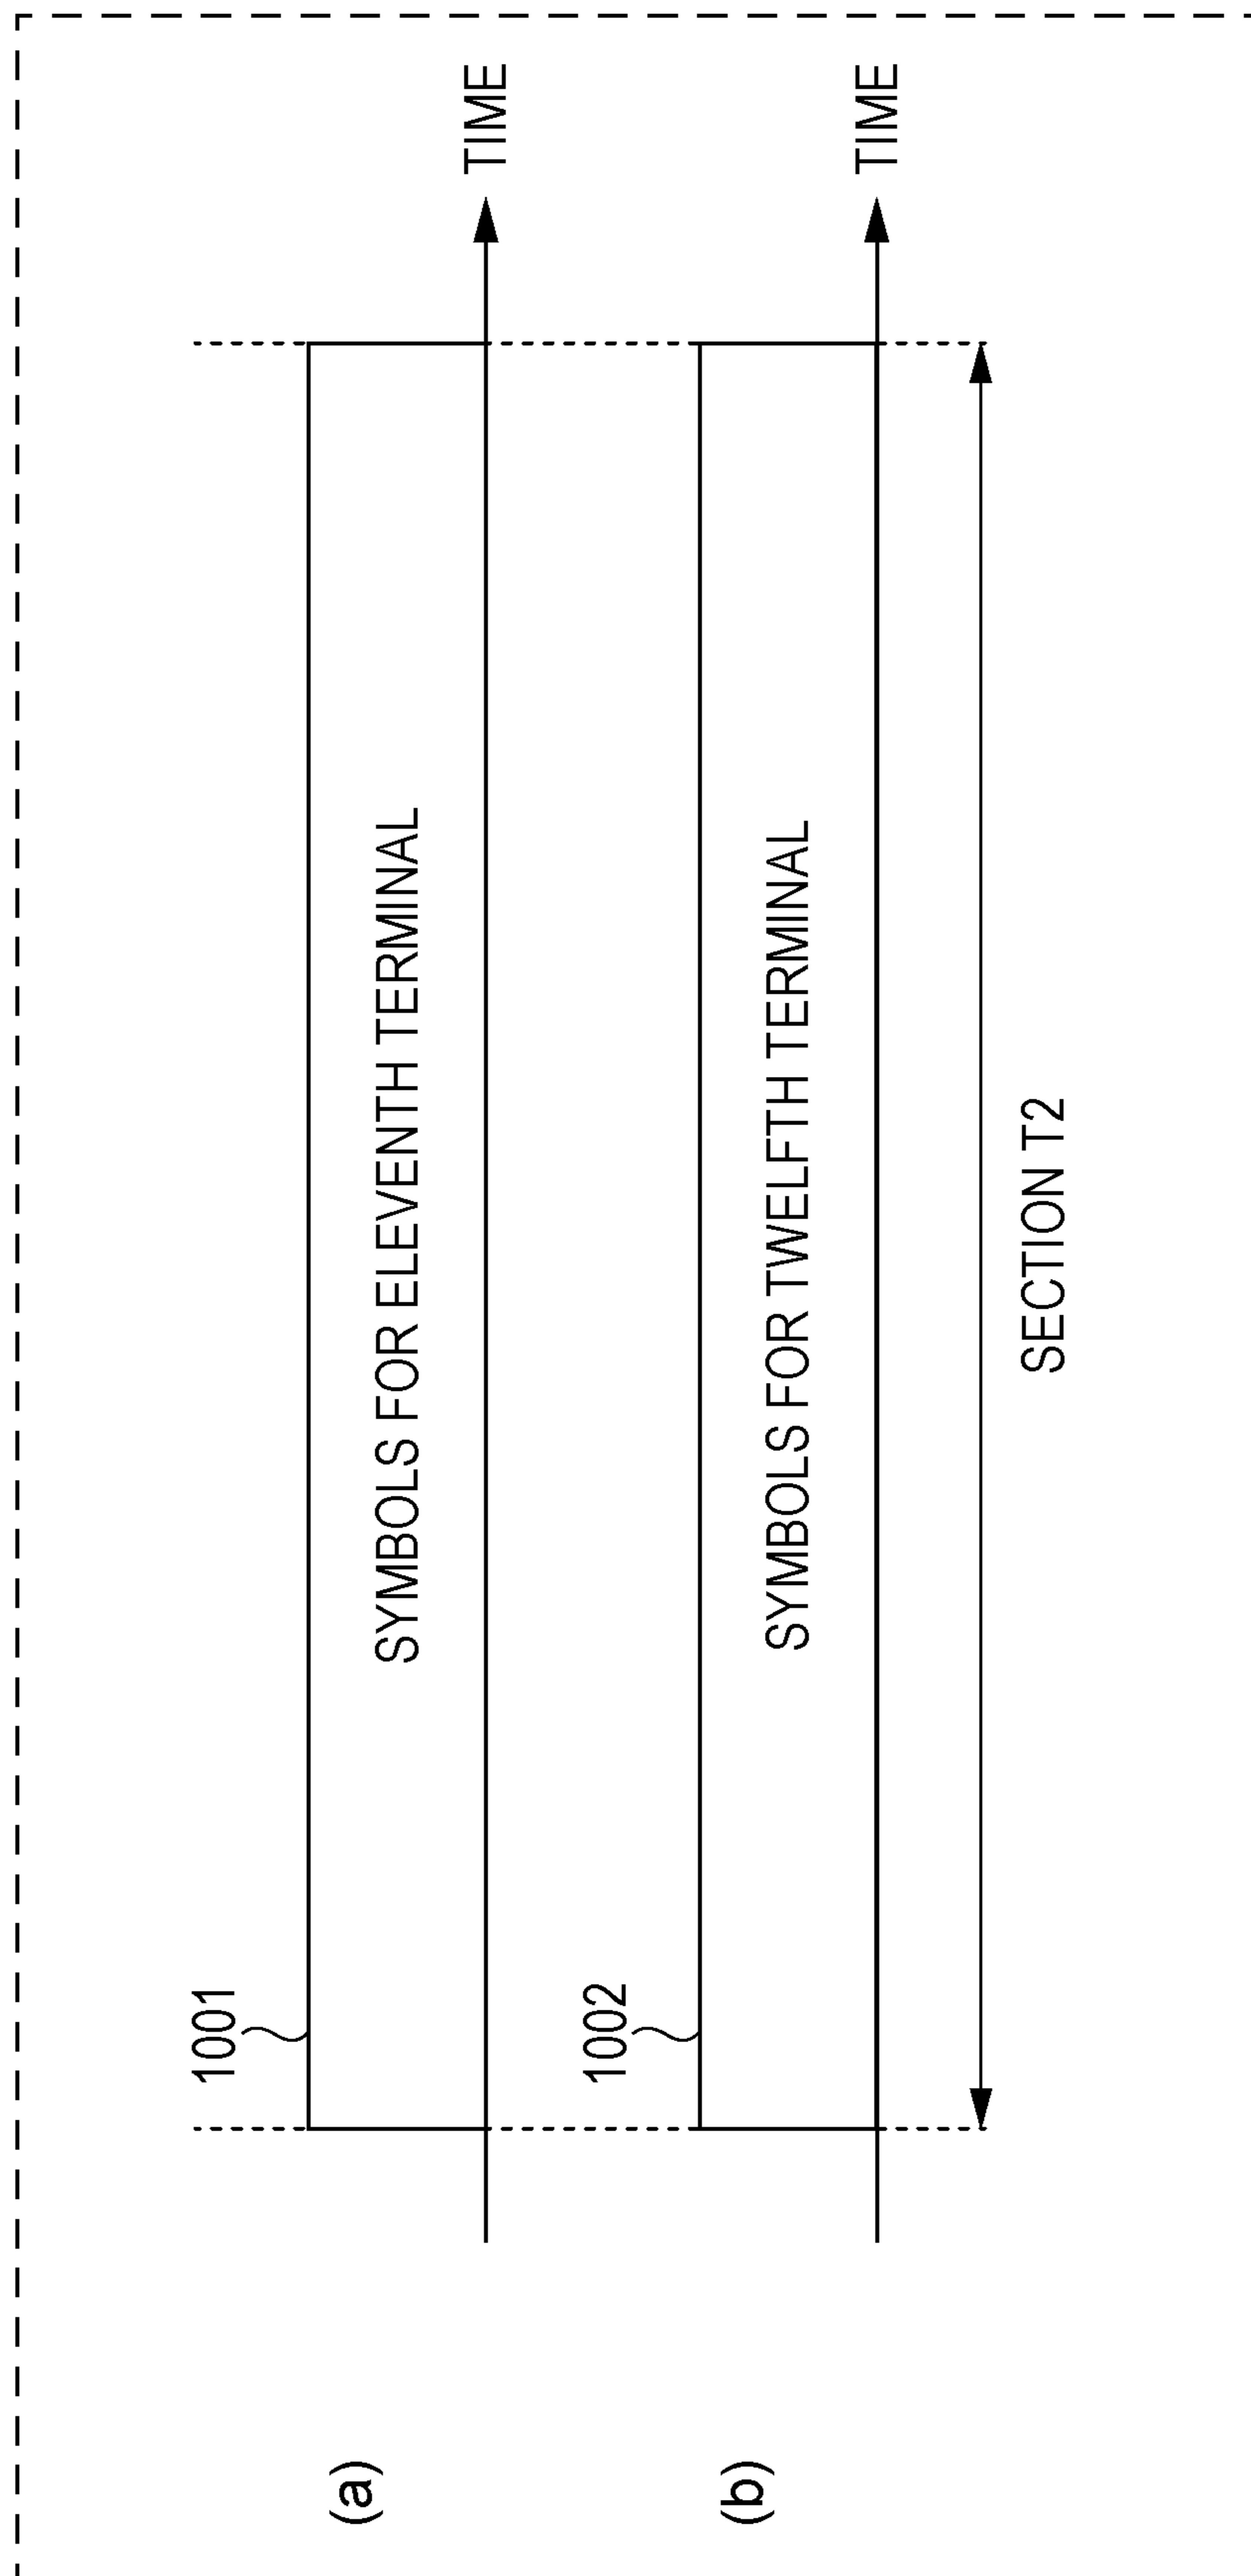 (a)
1001
SYMBOLS FOR ELEVENTH TERMINAL
TIME
(b)
1002
SYMBOLS FOR TWELFTH TERMINAL
TIME
SECTION T2